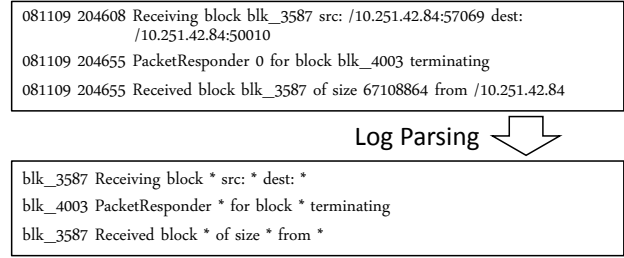 081109 204608 Receiving block blk_3587 src: /10.251.42.84:57069 dest:
/10.251.42.84:50010
081109 204655 PacketResponder 0 for block blk_4003 terminating
081109 204655 Received block blk_3587 of size 67108864 from /10.251.42.84
Log Parsing
blk_3587 Receiving block * src: * dest: *
blk_4003 PacketResponder * for block * terminating
blk_3587 Received block * of size * from *